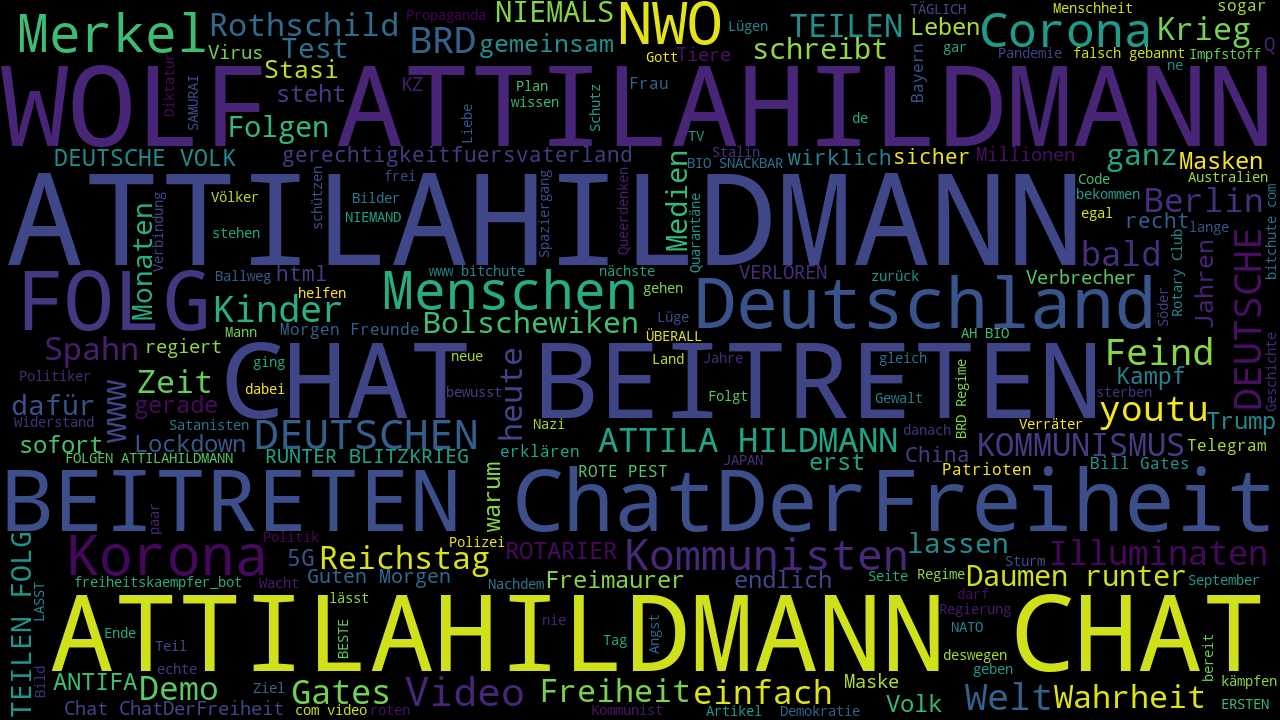 Merkel Rothschild Propaganda NIEMALS NWO Lügen TEILEN TÄGLICH Leben Menschheit Corona Krieg sogar
Virus Test BRD gemeinsam Gott Tiere schreibt gar Pandemie falsch gebannt Impfstoff Q
Stasi ne
WOLF ATTILAHILDMANN
Diktatur SAMURAI steht KZ Plan wissen Liebe Schutz Frau TV de Bayern
Folgen
DEUTSCHE VOLK gerechtigkeitfuersvaterland Stalin BIO SNACKBAR wirklich sicher Millionen ganz Masken
ATTILAHILDMANN
frei Australien
Völker schützen Bilder NIEMAND Spaziergang Queerdenken Medien Quarantäne Code bekommen Berlin com
Monaten Verbindung stehen egal recht lange
bald
FOLG Ballweg html www bitchute nächste VERLOREN zurück Verbrecher Rotary Club Jahren DEUTSCHE bitchute
Kinder helfen Menschen gehen Deutschland Söder
Mann Morgen Freunde Bolschewiken Lüge ÜBERALL AH BIO
Spahn regiert CHAT BEITRETEN Feind
ging neue Land Jahre gleich Geschichte
Politiker Zeit dabei heute bewusst Folgt Gewalt BRD Regime Kampf sterben
dafür WWW gerade youtu
Widerstand Satanisten Nazi danach Verräter Trump
sofort Lockdown DEUTSCHEN ATTILA HILDMANN China KOMMUNISMUS Telegram
FOLGEN ATTILAHILDMANN RUNTER BLITZKRIEG erklären JAPAN erst Bill Gates
warum ROTE PEST Patrioten
BEITRETEN ChatDerFreiheit
paar
Korona Politik Polizei ROTARIER Kommunisten lassen Illuminaten
5G Reichstag Sturm
TEILEN FOLG LÄSST freiheitskaempfer_bot Wacht Guten Morgen Nachdem Freimaurer endlich Seite Regime Daumen runter September
lässt darf
ATTILAHILDMANN CHAT
Ende BESTE nie Regierung
Teil Tag Angst NATO
Bild echte deswegen bereit
ANTIFA Demo Ziel Gates Video Freiheit einfach Maske geben kämpfen
Volk Welt Wahrheit ERSTEN
Chat ChatDerFreiheit com video roten Kommunist Artikel Demokratie